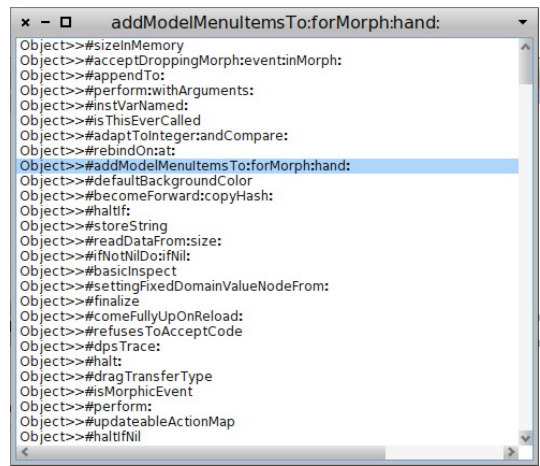 addModelMenuItemsTo:forMorph:hand:
Object>>#sizeInMemory
Object>>#acceptDroppingMorph:event:inMorph:
Object>>#appendTo:
Object>>#perform:withArguments:
Object>>#instVarNamed:
Object>>#isThisEverCalled
Object>>#adaptToInteger:andCompare:
Object>>#rebindOn:at:
Object>>#addModelMenuItemsTo:forMorph:hand:
Object>>#defaultBackgroundColor
Object>>#becomeForward:copyHash:
Object>>#haltIf:
Object>>#storeString
Object>>#readDataFrom:size:
Object>>#ifNotNilDo:ifNil:
Object>>#basicInspect
Object>>#settingFixedDomainValueNodeFrom:
Object>>#finalize
Object>>#comeFullyUpOnReload:
Object>>#refusesToAcceptCode
Object>>#dpsTrace:
Object>>#halt:
Object>>#dragTransferType
Object>>#isMorphicEvent
Object>>#perform:
Object>>#updateableActionMap
Object>>#haltIfNil